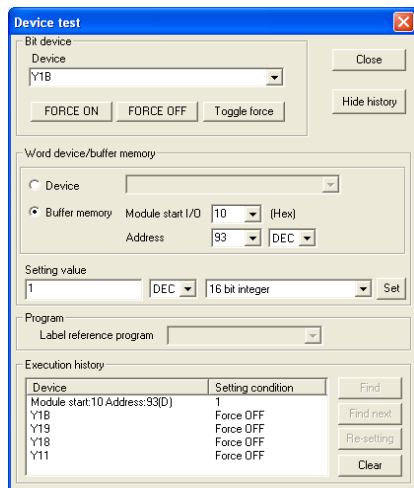 Device test
Bit device
Device
Y1B
Close
FORCE ON FORCE OFF Toggle force
Hide history
Word device/buffer memory
Device
Buffer memory Module start I/O 10 (Hex)
Address 93 DEC
Setting value
1 DEC 16 bit integer Set
Program
Label reference program
Execution history
Device Setting condition
Module start:10 Address:93(D) 1
Y1B Force OFF
Y19 Force OFF
Y18 Force OFF
Y11 Force OFF
Find
Find next
Re-setting
Clear